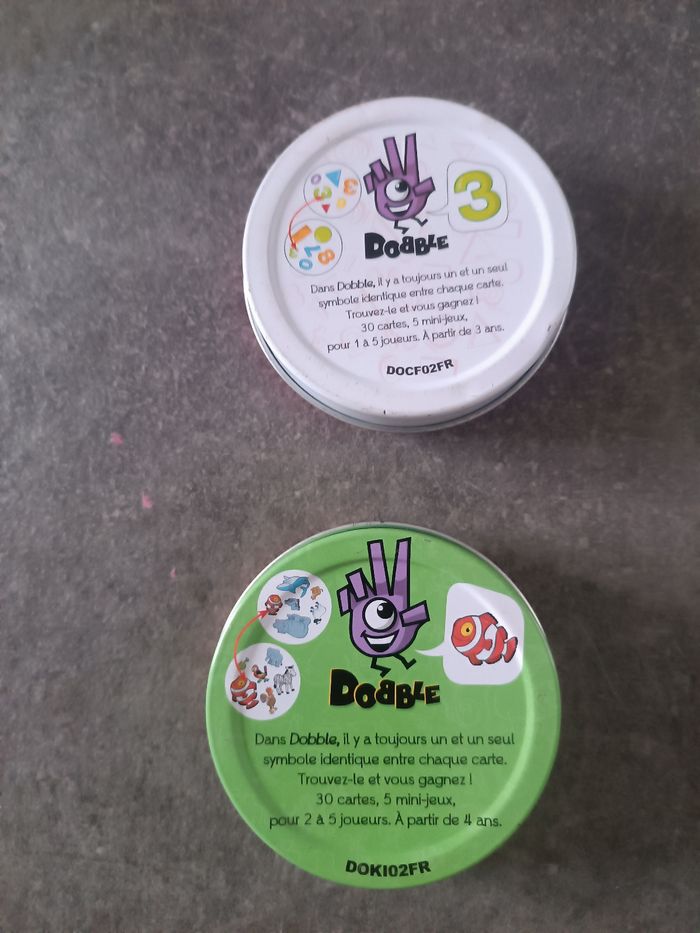 3
DOBBLE
Dans Dobble, il y a toujours un et un seul
symbole identique entre chaque carte.
Trouvez-le et vous gagnez !
30 cartes, 5 mini-jeux,
pour 1 à 5 joueurs. À partir de 3 ans.
DOCF02FR
DOBBLE
Dans Dobble, il y a toujours un et un seul
symbole identique entre chaque carte.
Trouvez-le et vous gagnez !
30 cartes, 5 mini-jeux,
pour 2 à 5 joueurs. À partir de 4 ans.
DOKI02FR